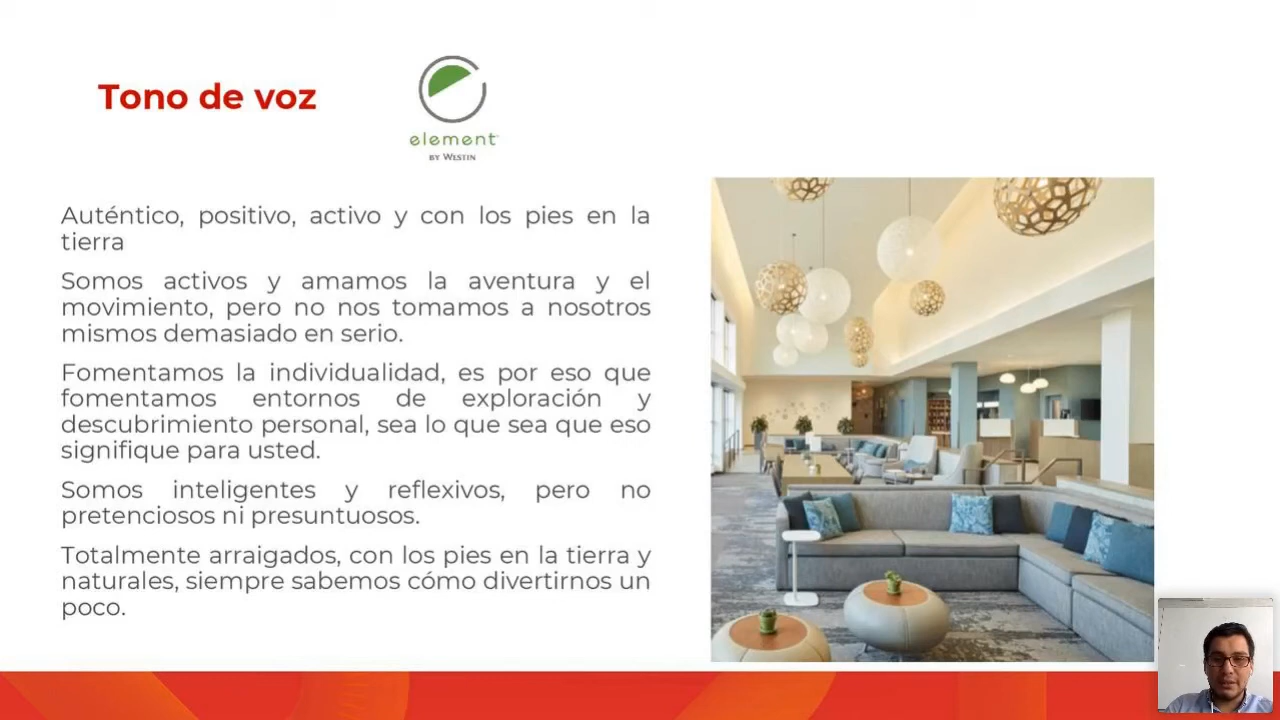 Tono de voz
element
BY WESTIN
Auténtico, positivo, activo y con los pies en la
tierra
Somos activos y amamos la aventura y el
movimiento, pero no nos tomamos a nosotros
mismos demasiado en serio.
Fomentamos la individualidad, es por eso que
fomentamos entornos de exploración y
descubrimiento personal, sea lo que sea que eso
signifique para usted.
Somos inteligentes y reflexivos, pero no
pretenciosos ni presuntuosos.
Totalmente arraigados, con los pies en la tierra y
naturales, siempre sabemos cómo divertirnos un
poco.